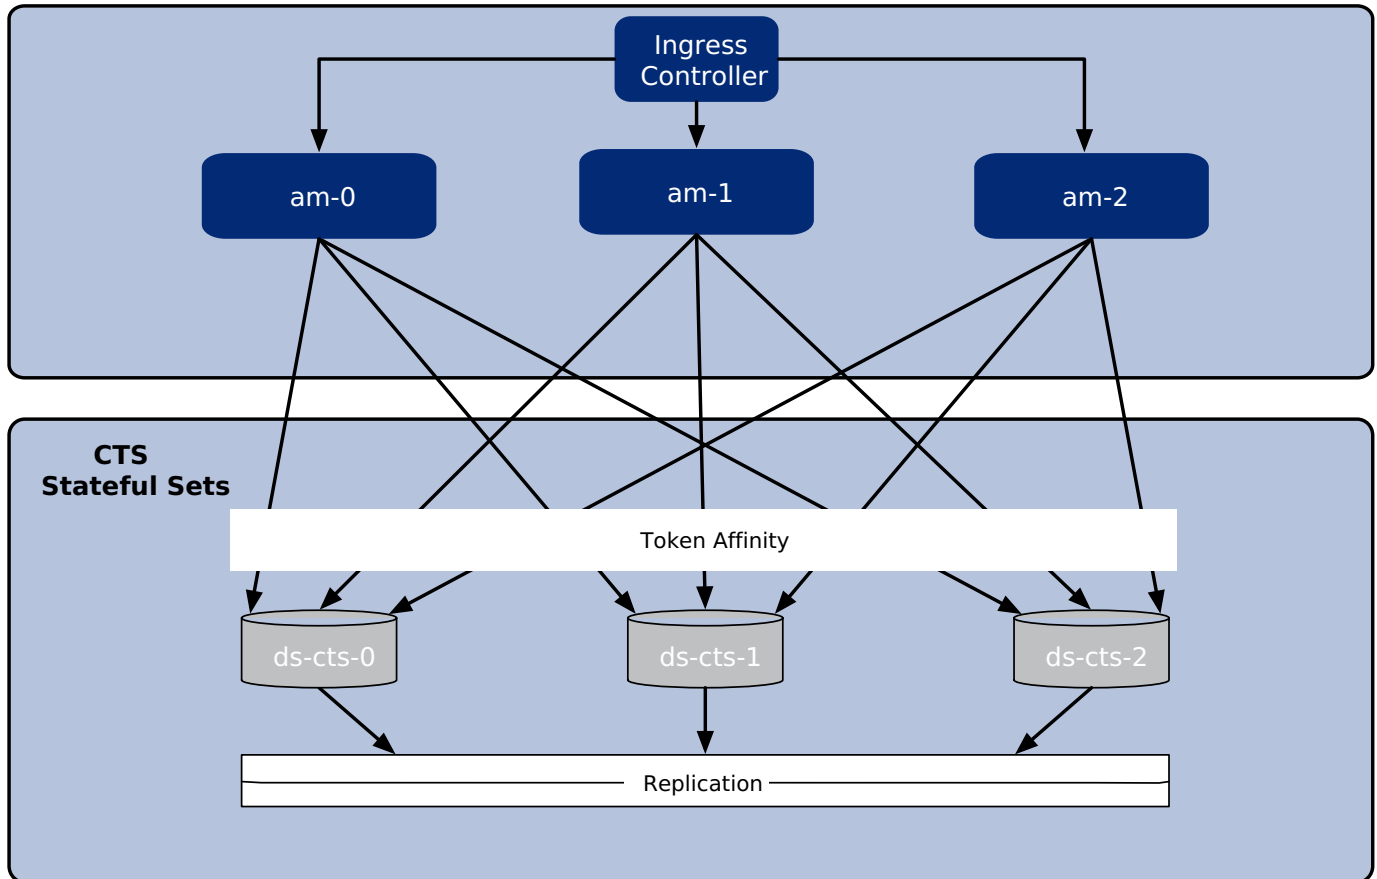 Ingress
Controller
am-0
am-1
am-2
CTS
Stateful Sets
Token Affinity
ds-cts-0
ds-cts-1
ds-cts-2
Replication